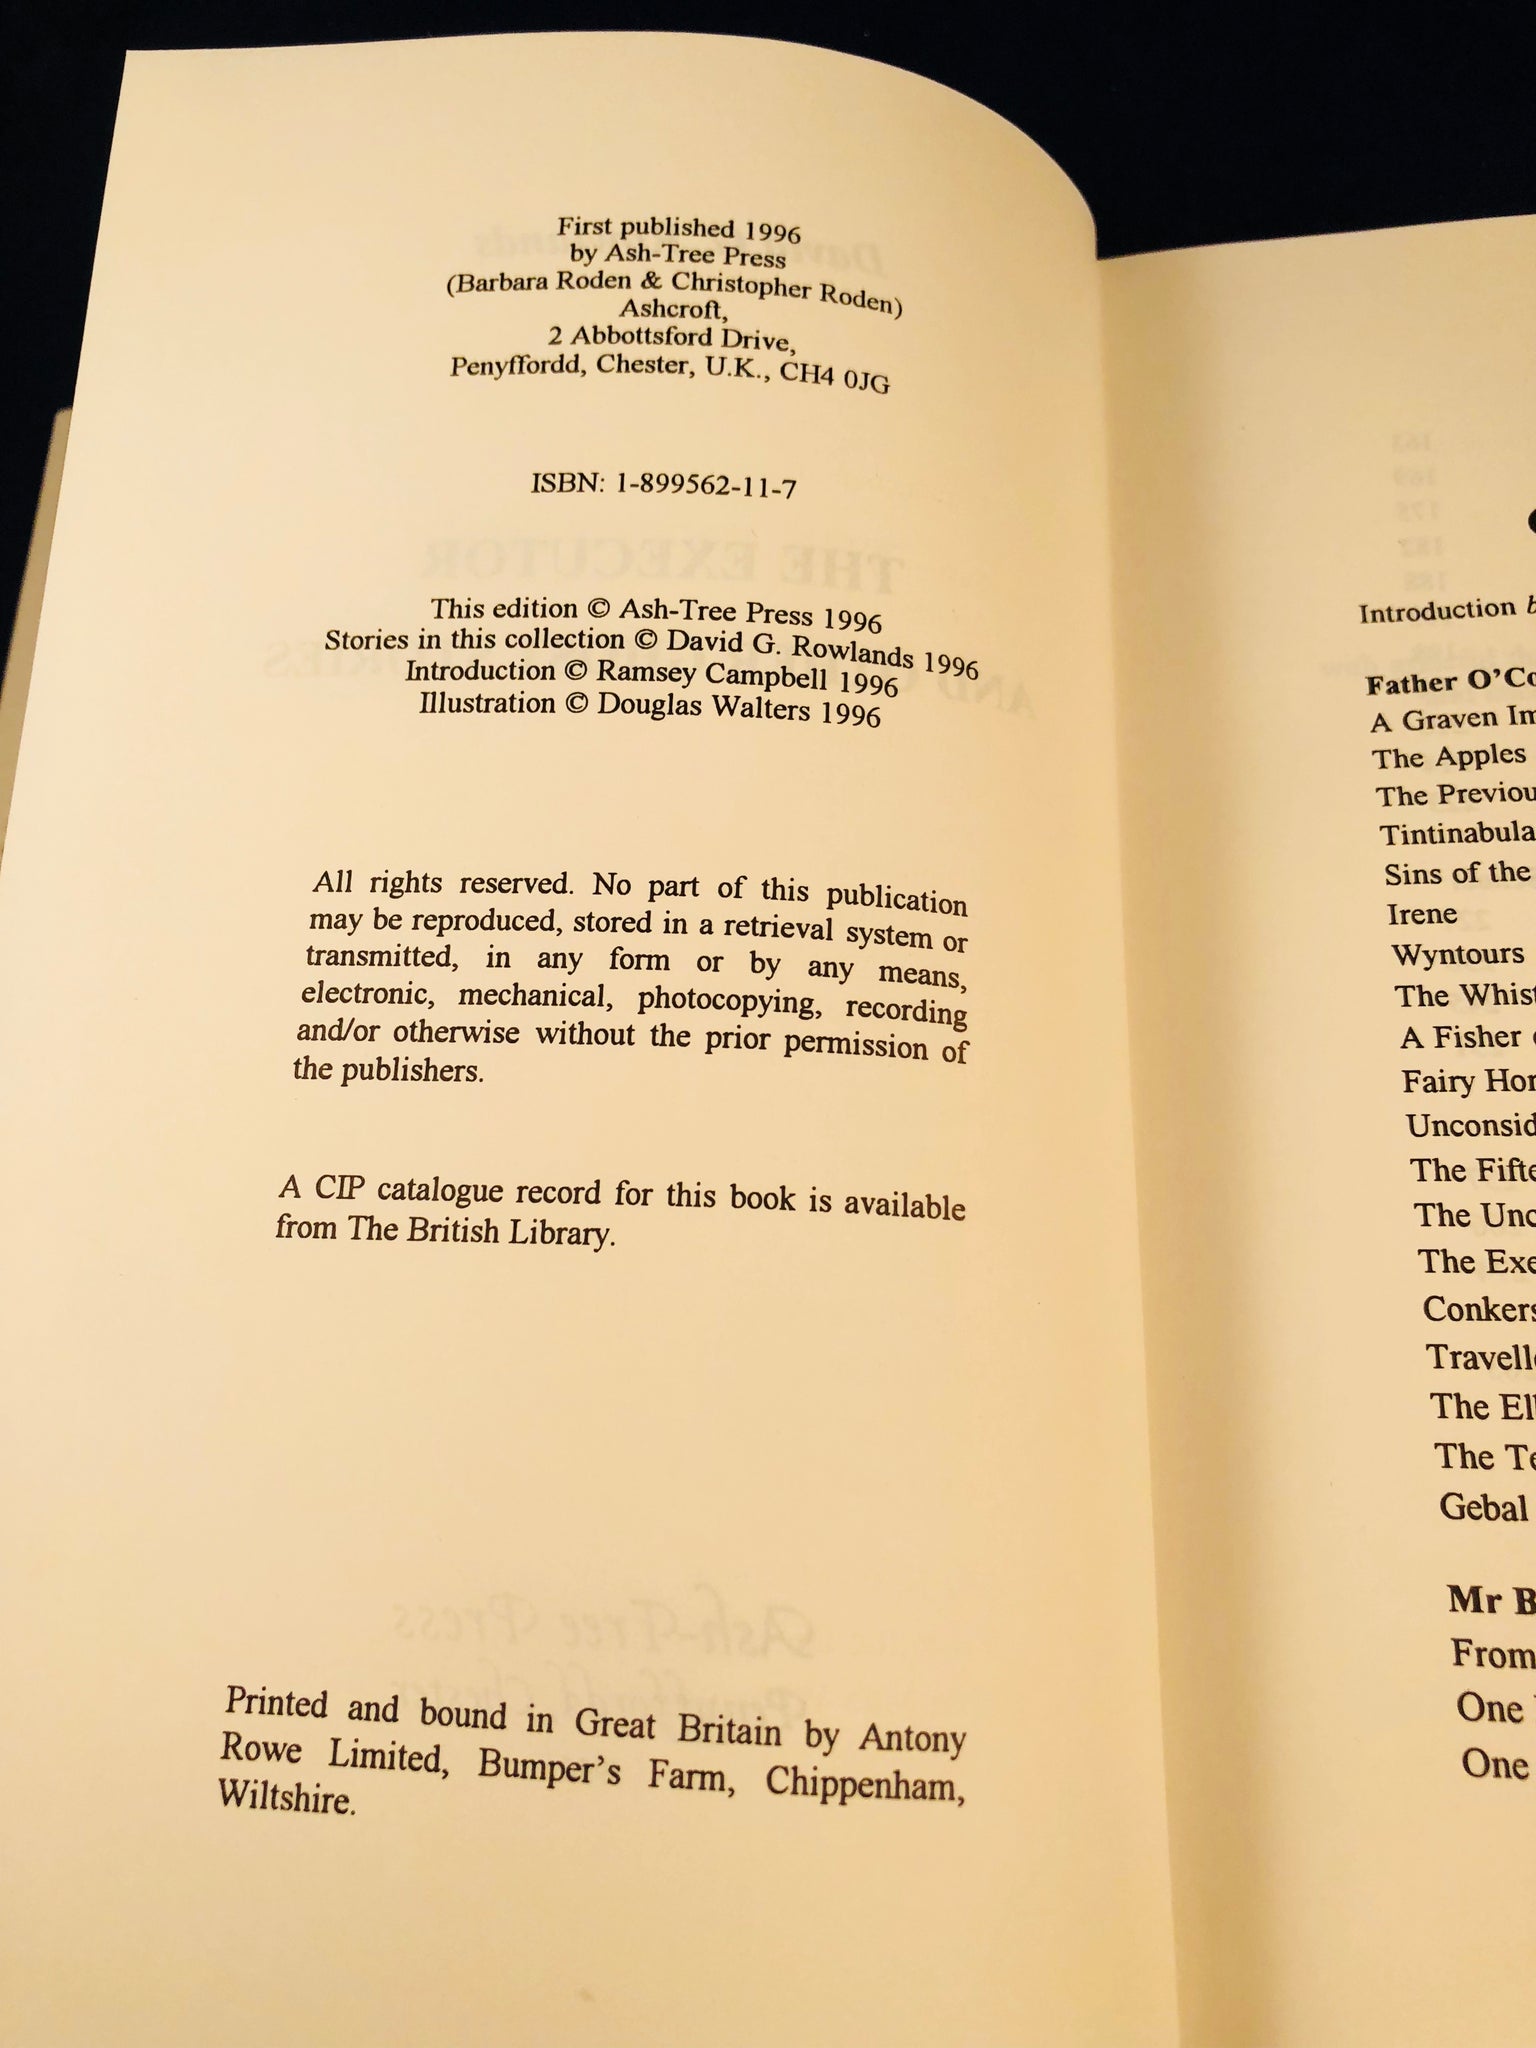 First published 1996
by Ash-Tree Press
(Barbara Roden & Christopher Roden)
Ashcroft,
2 Abbottsford Drive,
Penyffordd, Chester, U.K., CH4 0JG
ISBN: 1-899562-11-7
This edition © Ash-Tree Press 1996
Stories in this collection © David G. Rowlands 1996
Introduction © Ramsey Campbell 1996
Illustration © Douglas Walters 1996
All rights reserved. No part of this publication
may be reproduced, stored in a retrieval system or
transmitted, in any form or by any means,
electronic, mechanical, photocopying, recording
and/or otherwise without the prior permission of
the publishers.
A CIP catalogue record for this book is available
from The British Library.
Printed and bound in Great Britain by Antony
Rowe Limited, Bumper's Farm, Chippenham,
Wiltshire.
Introduction
Father O'Co
A Graven Im
The Apples
The Previou
Tintinabula
Sins of the
Irene
Wyntours
The Whist
A Fisher
Fairy Hor
Unconsid
The Fifte
The Unc
The Exe
Conkers
Travell
The El
The Te
Gebal
Mr B
From
One
One